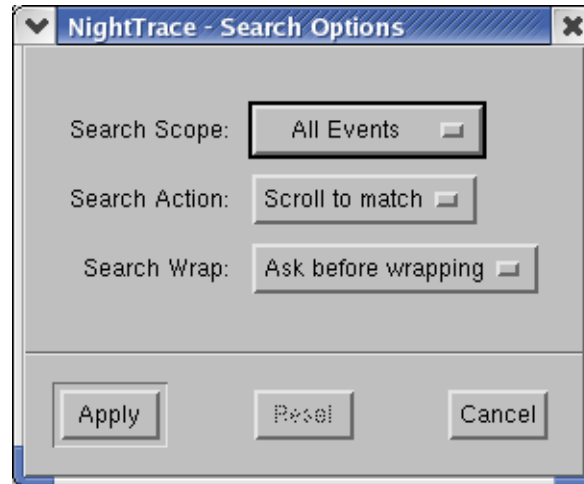 NightTrace - Search Options
Search Scope: All Events
Search Action: Scroll to match
Search Wrap: Ask before wrapping
Apply Reset Cancel